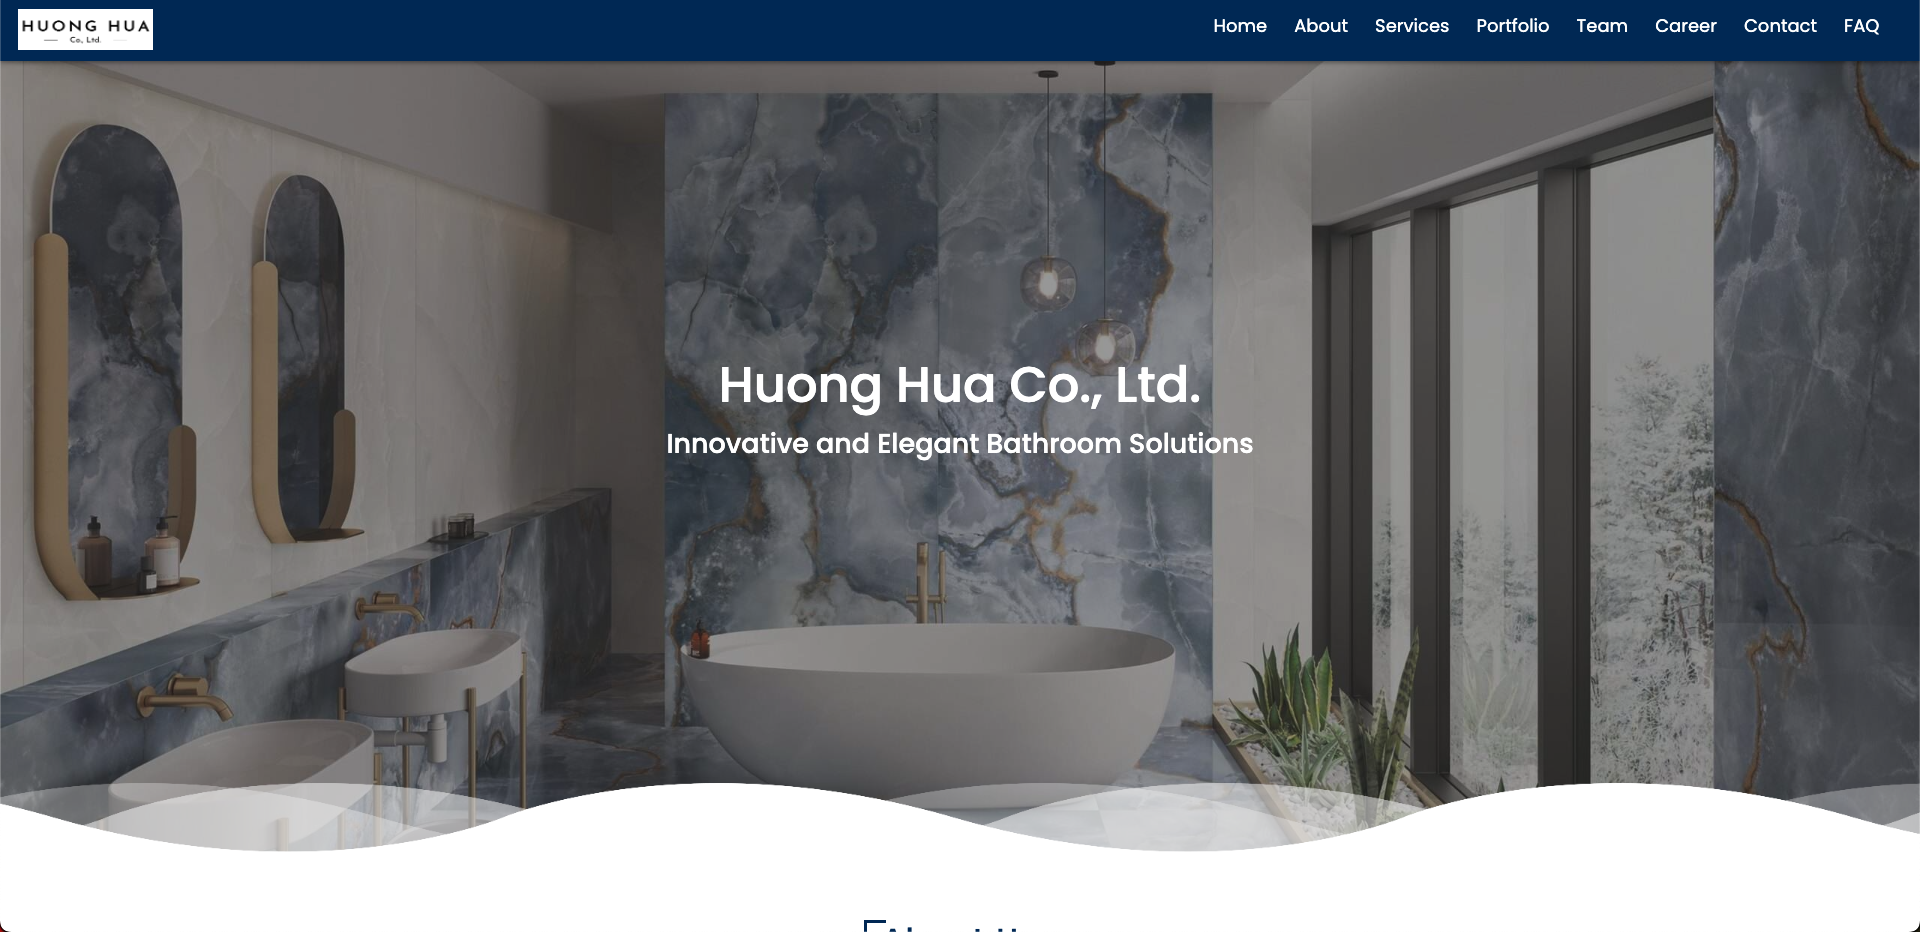 HUONG HUA
Co., Ltd.
Home About Services Portfolio Team Career Contact FAQ
Huong Hua Co., Ltd.
Innovative and Elegant Bathroom Solutions